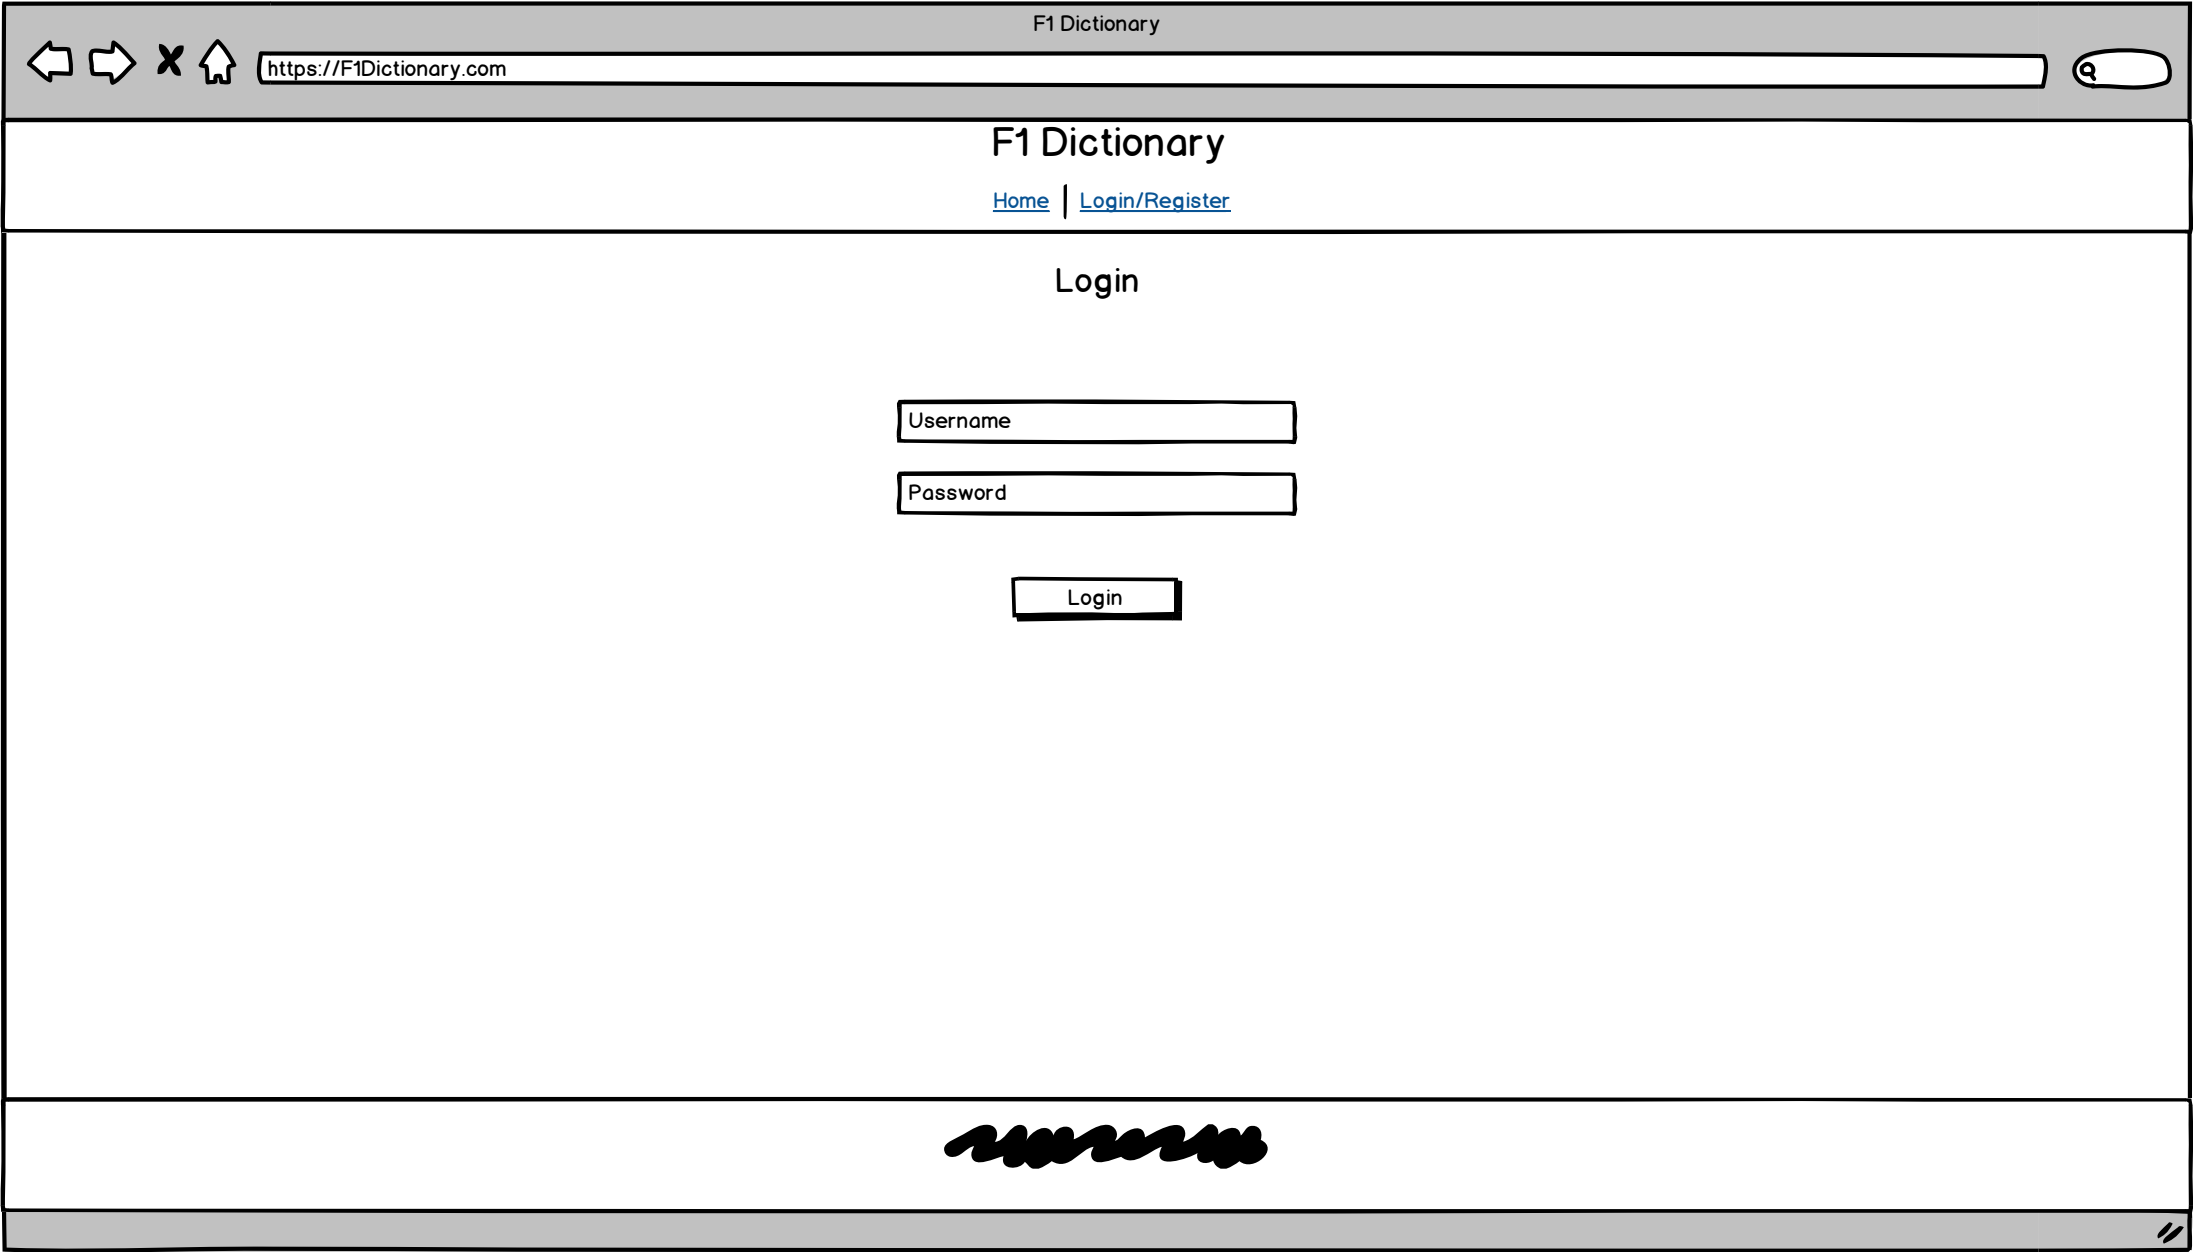 F1 Dictionary
https://F1Dictionary.com
F1 Dictionary
Home | Login/Register
Login
Username
Password
Login